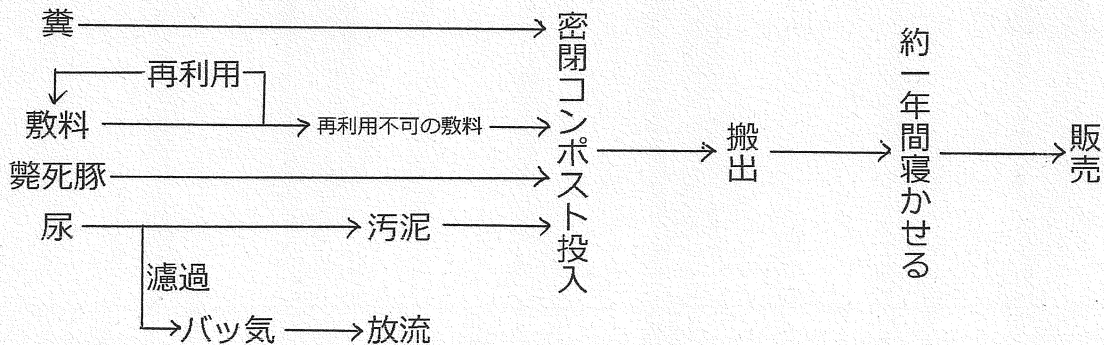 糞
再利用
敷料
再利用不可の敷料
斃死豚
尿
汚泥
濾過
バッ気
放流
密閉コンポスト投入
搬出
約一年間寝かせる
販売